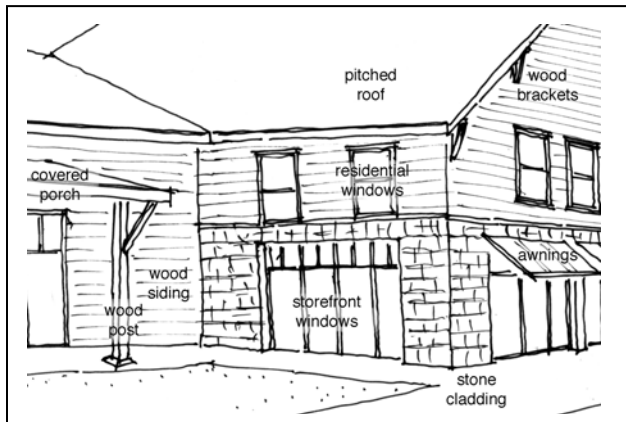 pitched
roof
wood
brackets
covered
porch
residential
windows
awnings
wood
siding
storefront
windows
wood
post
stone
cladding